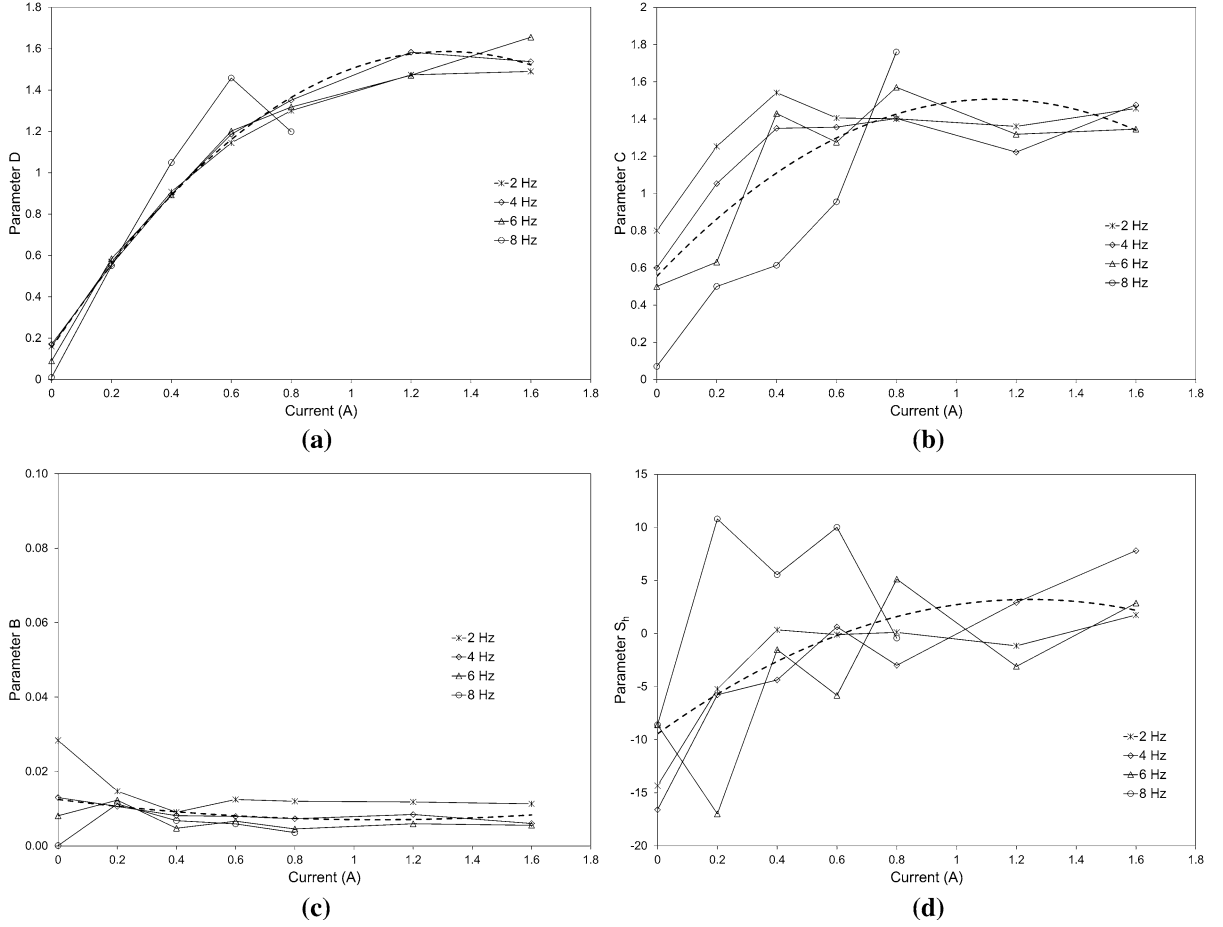 1.8
1.6
1.4
1.2
1
0.8
0.6
0.4
0.2
0
Parameter D
2 Hz
4 Hz
6 Hz
8 Hz
0 0.2 0.4 0.6 0.8 1 1.2 1.4 1.6 1.8
Current (A)
(a)
2
1.8
1.6
1.4
1.2
1
0.8
0.6
0.4
0.2
0
Parameter C
2 Hz
4 Hz
6 Hz
8 Hz
0 0.2 0.4 0.6 0.8 1 1.2 1.4 1.6 1.8
Current (A)
(b)
0.10
0.08
0.06
0.04
0.02
0.00
Parameter B
2 Hz
4 Hz
6 Hz
8 Hz
0 0.2 0.4 0.6 0.8 1 1.2 1.4 1.6 1.8
Current (A)
(c)
15
10
5
0
-5
-10
-15
-20
Parameter Sh
2 Hz
4 Hz
6 Hz
8 Hz
0 0.2 0.4 0.6 0.8 1 1.2 1.4 1.6 1.8
Current (A)
(d)